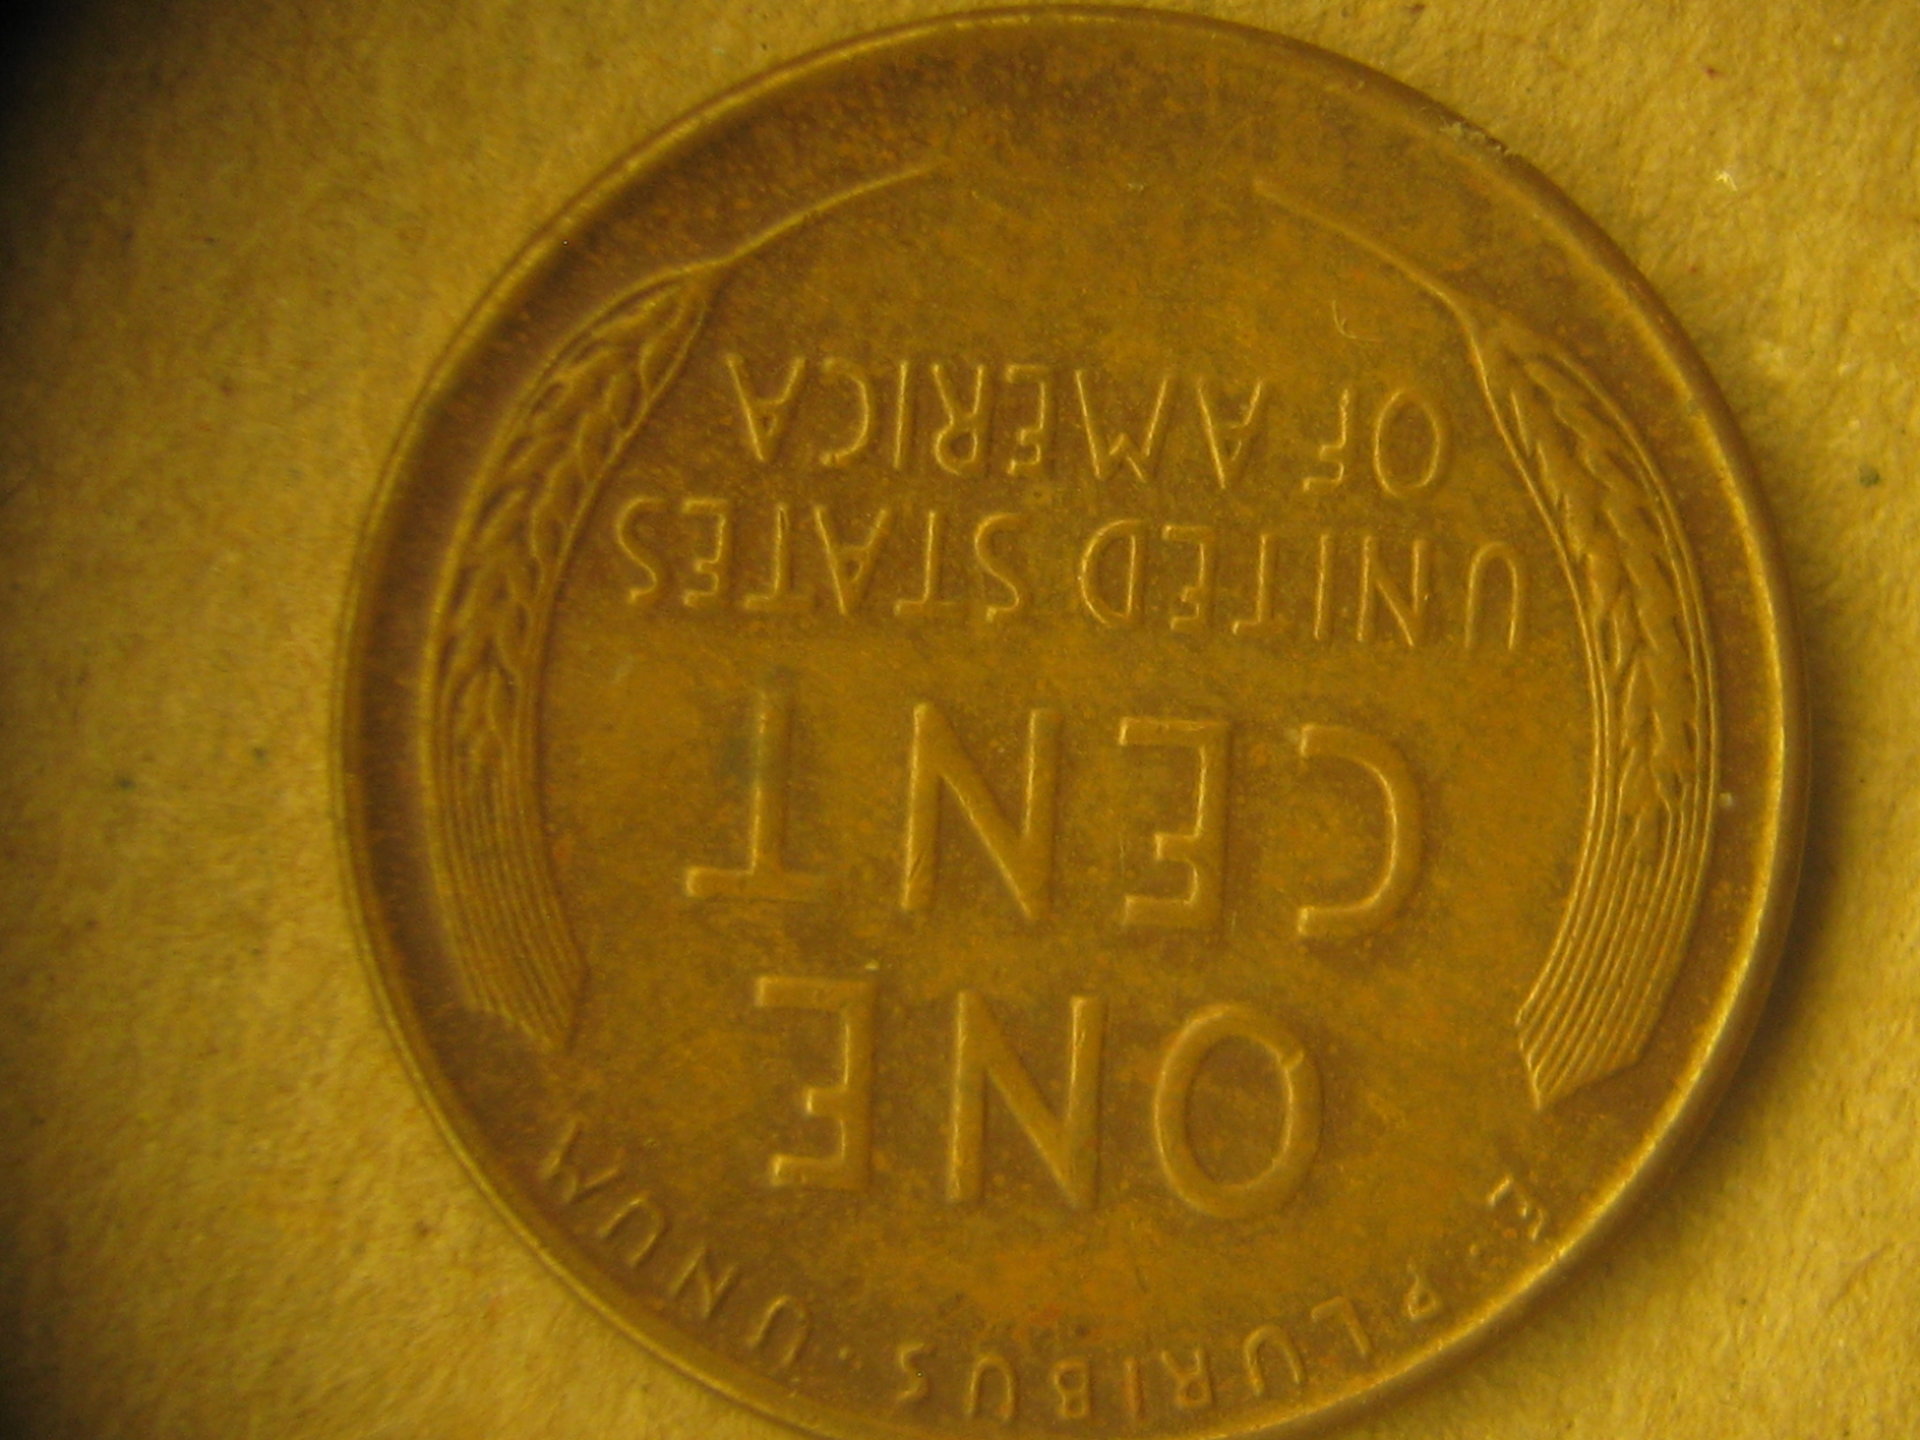 E · PLURIBUS · UNUM
ONE
CENT
UNITED STATES
OF AMERICA